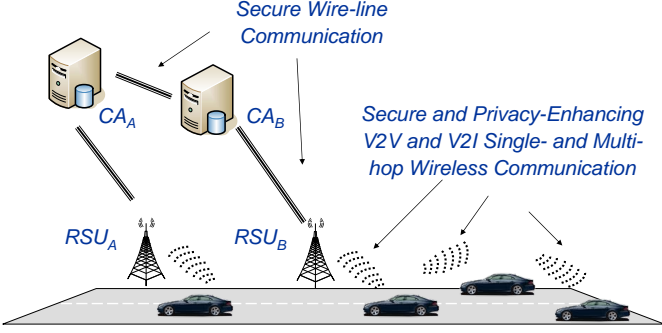 Secure Wire-line
Communication
CA_A
CA_B
Secure and Privacy-Enhancing
V2V and V2I Single- and Multi-
hop Wireless Communication
RSU_A
RSU_B